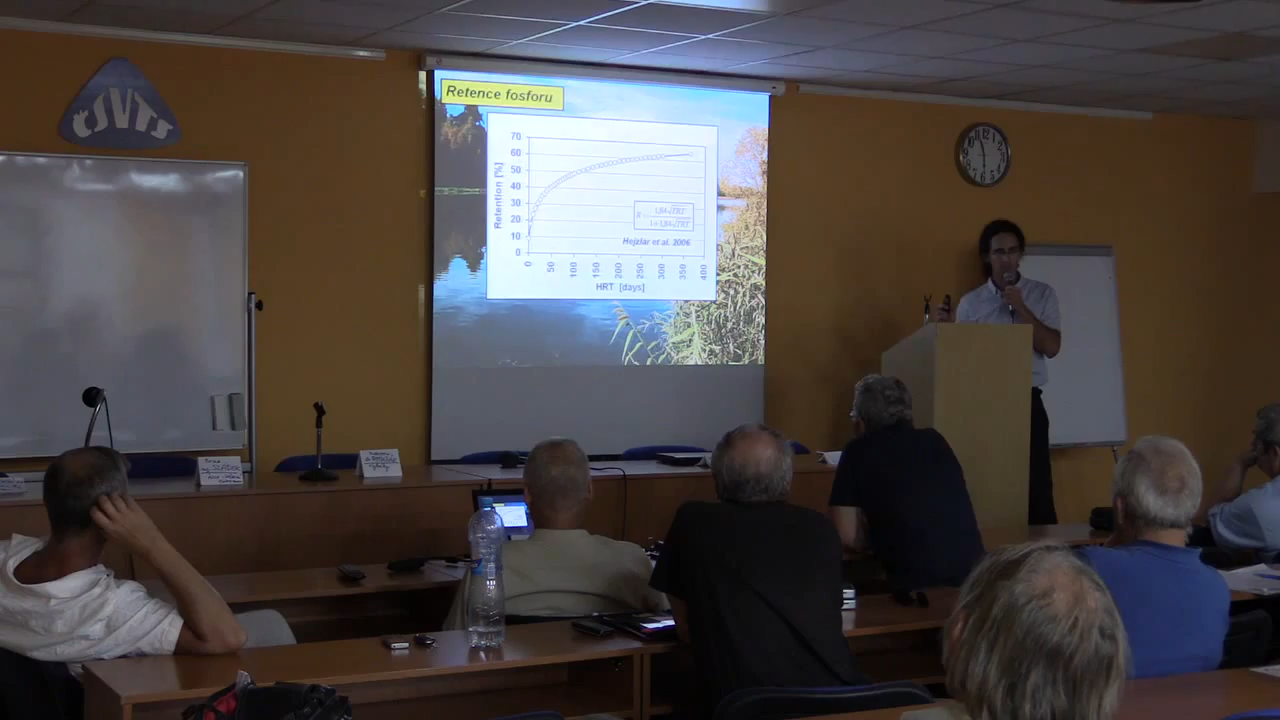 ČSVTS
Retence fosforu
Retention [%]
70
60
50
40
30
20
10
0
0 50 100 150 200 250 300 350 400
HRT [days]
Hejzlar et al. 2006